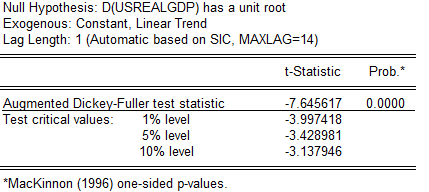 Null Hypothesis: D(USREALGDP) has a unit root
Exogenous: Constant, Linear Trend
Lag Length: 1 (Automatic based on SIC, MAXLAG=14)
t-Statistic Prob.*
Augmented Dickey-Fuller test statistic -7.645617 0.0000
Test critical values: 1% level -3.997418
5% level -3.428981
10% level -3.137946
*MacKinnon (1996) one-sided p-values.